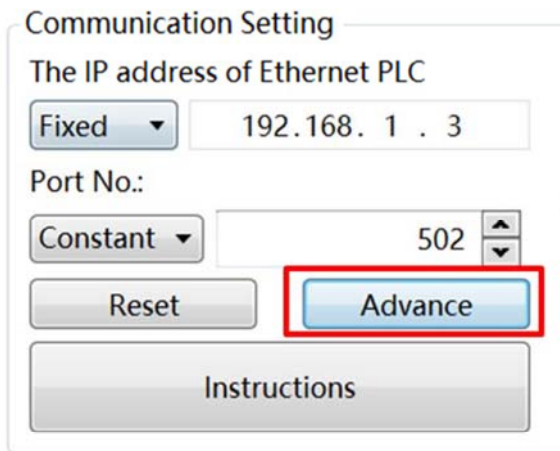 Communication Setting
The IP address of Ethernet PLC
Fixed 192.168. 1 . 3
Port No.:
Constant 502
Reset Advance
Instructions